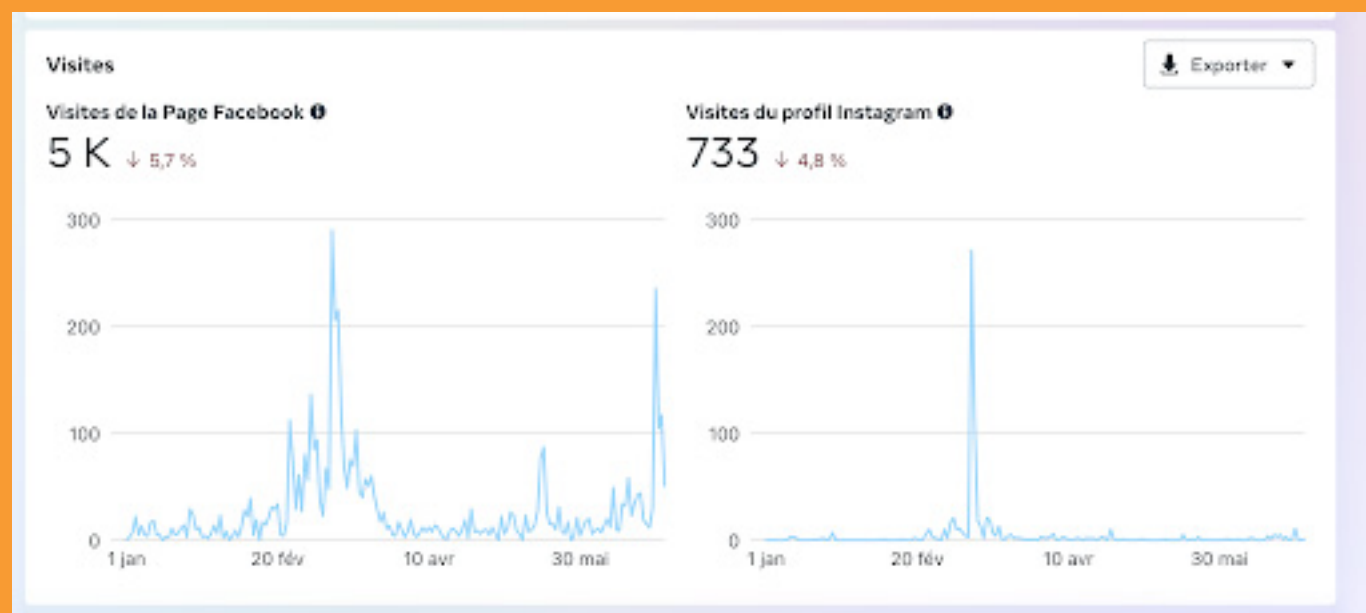 Visites
Exporter
Visites de la Page Facebook
5 K ↓ 5,7 %
300
200
100
0
1 jan 20 fév 10 avr 30 mai
Visites du profil Instagram
733 ↓ 4,8 %
300
200
100
0
1 jan 20 fév 10 avr 30 mai